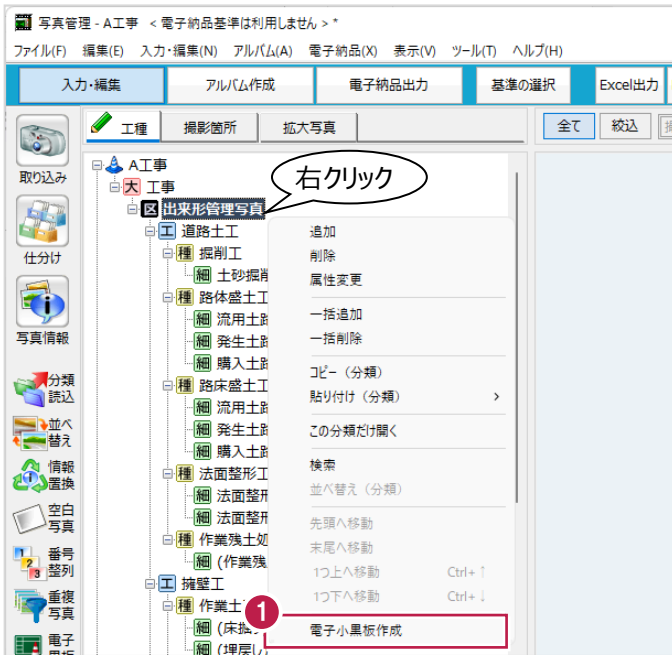 写真管理 - A工事 < 電子納品基準は利用しません > *
ファイル(F) 編集(E) 入力・編集(N) アルバム(A) 電子納品(X) 表示(V) ツール(T) ヘルプ(H)
入力・編集 アルバム作成 電子納品出力 基準の選択 Excel出力
工種 撮影箇所 拡大写真 全て 絞込
取り込み
仕分け
写真情報
分類
読込
並べ
替え
情報
置換
空白
写真
番号
整列
重複
写真
電子
A工事
大 工事
区 出来形管理写真
工 道路土工
種 掘削工
細 土砂掘削
種 路体盛土工
細 流用土路
細 発生土路
細 購入土路
種 路床盛土工
細 流用土路
細 発生土路
細 購入土路
種 法面整形工
細 法面整形
細 法面整形
種 作業残土処
細 (作業残
工 擁壁工
種 作業土
細 (床掘
細 (埋戻し
右クリック
追加
削除
属性変更
一括追加
一括削除
コピー（分類）
貼り付け（分類） >
この分類だけ開く
検索
並べ替え（分類）
先頭へ移動
末尾へ移動
1つ上へ移動 Ctrl+↑
1つ下へ移動 Ctrl+↓
1
電子小黒板作成